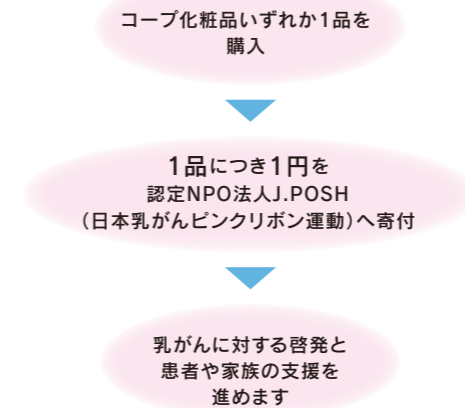 コープ化粧品いずれか1品を
購入
1品につき1円を
認定NPO法人J.POSH
（日本乳がんピンクリボン運動）へ寄付
乳がんに対する啓発と
患者や家族の支援を
進めます